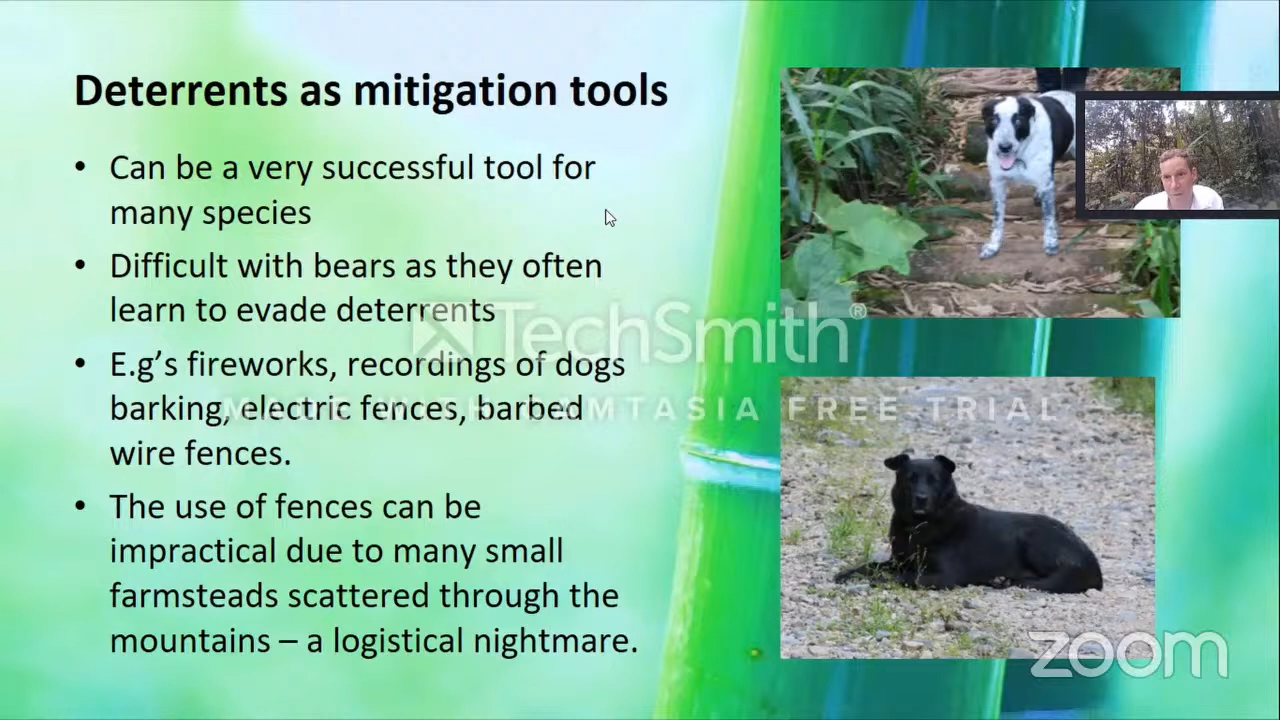 Deterrents as mitigation tools
• Can be a very successful tool for
many species
• Difficult with bears as they often
learn to evade deterrents
• E.g’s fireworks, recordings of dogs
barking, electric fences, barbed
wire fences.
• The use of fences can be
impractical due to many small
farmsteads scattered through the
mountains – a logistical nightmare.
TechSmith®
MADE WITH CAMTASIA FREE TRIAL
zoom